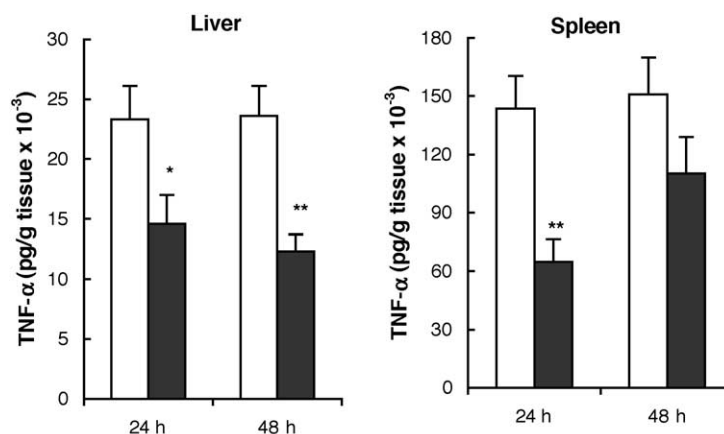 Liver
TNF-α (pg/g tissue x 10⁻³)
30
25
20
15
10
5
0
*
**
24 h
48 h
Spleen
TNF-α (pg/g tissue x 10⁻³)
180
150
120
90
60
30
0
**
24 h
48 h